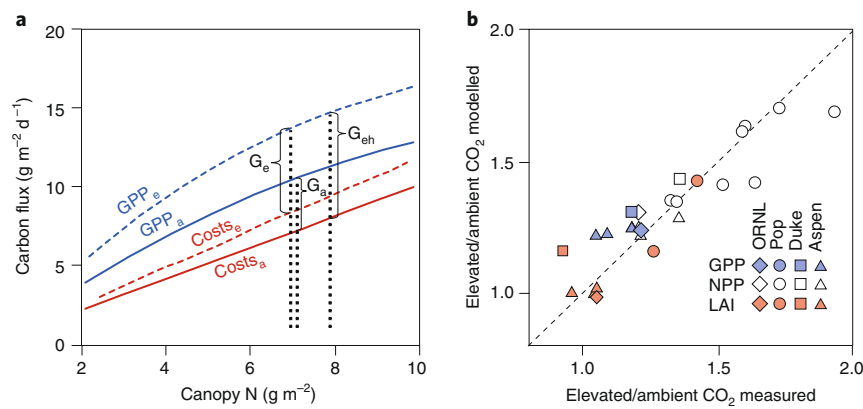 a
Carbon flux (g m⁻² d⁻¹)
20
15
10
5
0
2
4
6
8
10
Canopy N (g m⁻²)
GPPₑ
GPPₐ
Costsₑ
Costsₐ
Gₑ
Gₐ
Gₑₕ
b
Elevated/ambient CO₂ modelled
2.0
1.5
1.0
1.0
1.5
2.0
Elevated/ambient CO₂ measured
ORNL
Pop
Duke
Aspen
GPP
NPP
LAI